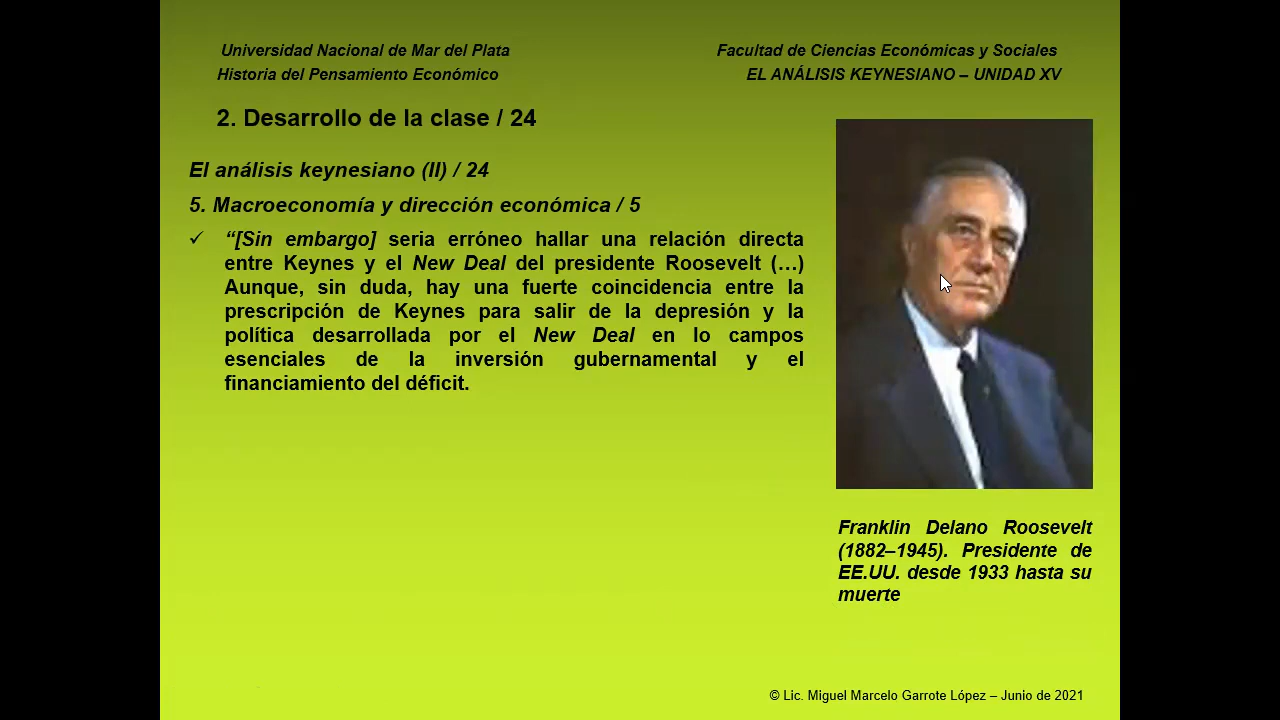 Universidad Nacional de Mar del Plata
Historia del Pensamiento Económico
Facultad de Ciencias Económicas y Sociales
EL ANÁLISIS KEYNESIANO – UNIDAD XV
2. Desarrollo de la clase / 24
El análisis keynesiano (II) / 24
5. Macroeconomía y dirección económica / 5
✓ “[Sin embargo] seria erróneo hallar una relación directa
entre Keynes y el New Deal del presidente Roosevelt (…)
Aunque, sin duda, hay una fuerte coincidencia entre la
prescripción de Keynes para salir de la depresión y la
política desarrollada por el New Deal en lo campos
esenciales de la inversión gubernamental y el
financiamiento del déficit.
Franklin Delano Roosevelt
(1882–1945). Presidente de
EE.UU. desde 1933 hasta su
muerte
© Lic. Miguel Marcelo Garrote López – Junio de 2021